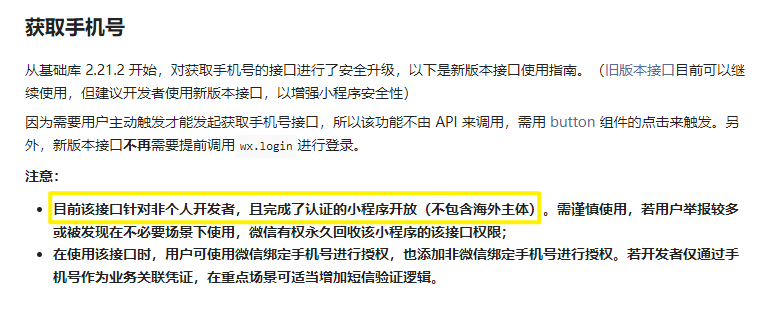 获取手机号
从基础库 2.21.2 开始，对获取手机号的接口进行了安全升级，以下是新版本接口使用指南。（旧版本接口目前可以继
续使用，但建议开发者使用新版本接口，以增强小程序安全性）
因为需要用户主动触发才能发起获取手机号接口，所以该功能不由 API 来调用，需用 button 组件的点击来触发。另
外，新版本接口不再需要提前调用 wx.login 进行登录。
注意：
• 目前该接口针对非个人开发者，且完成了认证的小程序开放（不包含海外主体）。需谨慎使用，若用户举报较多
或被发现在不必要场景下使用，微信有权永久回收该小程序的该接口权限；
• 在使用该接口时，用户可使用微信绑定手机号进行授权，也添加非微信绑定手机号进行授权。若开发者仅通过手
机号作为业务关联凭证，在重点场景可适当增加短信验证逻辑。